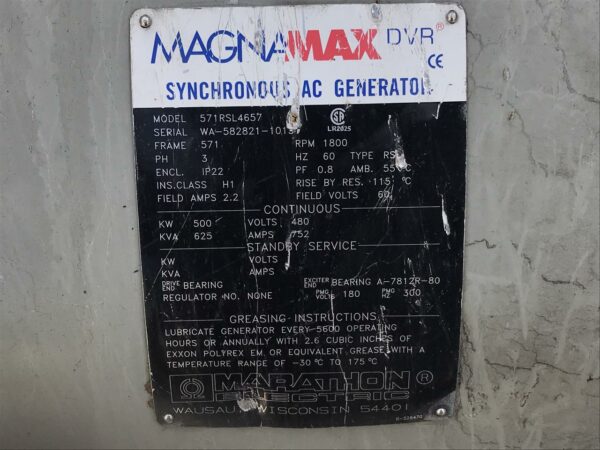 MAGNAMAX DVR®
CE
SYNCHRONOUS AC GENERATOR
MODEL 571RSL4657 SA
SERIAL WA-582821- LR2025
FRAME 571 RPM 1800
PH 3 HZ 60 TYPE
ENCL. IP22 PF 0.8 AMB. °C
INS.CLASS H1 RISE BY RES. 115 °C
FIELD AMPS 2.2 FIELD VOLTS
CONTINUOUS
KW 500 VOLTS 480
KVA 625 AMPS 752
STANDBY SERVICE
KW VOLTS
KVA AMPS
DRIVE END BEARING EXCITER END BEARING A-7812R-80
REGULATOR NO. NONE PMG VOLTS 180 PMG HZ 300
GREASING INSTRUCTIONS
LUBRICATE GENERATOR EVERY 5600 OPERATING
HOURS OR ANNUALLY WITH 2.6 CUBIC INCHES OF
EXXON POLYREX EM. OR EQUIVALENT GREASE WITH A
TEMPERATURE RANGE OF -30°C TO 175°C
MARATHON ®
ELECTRIC
WAUSAU, WISCONSIN 54401